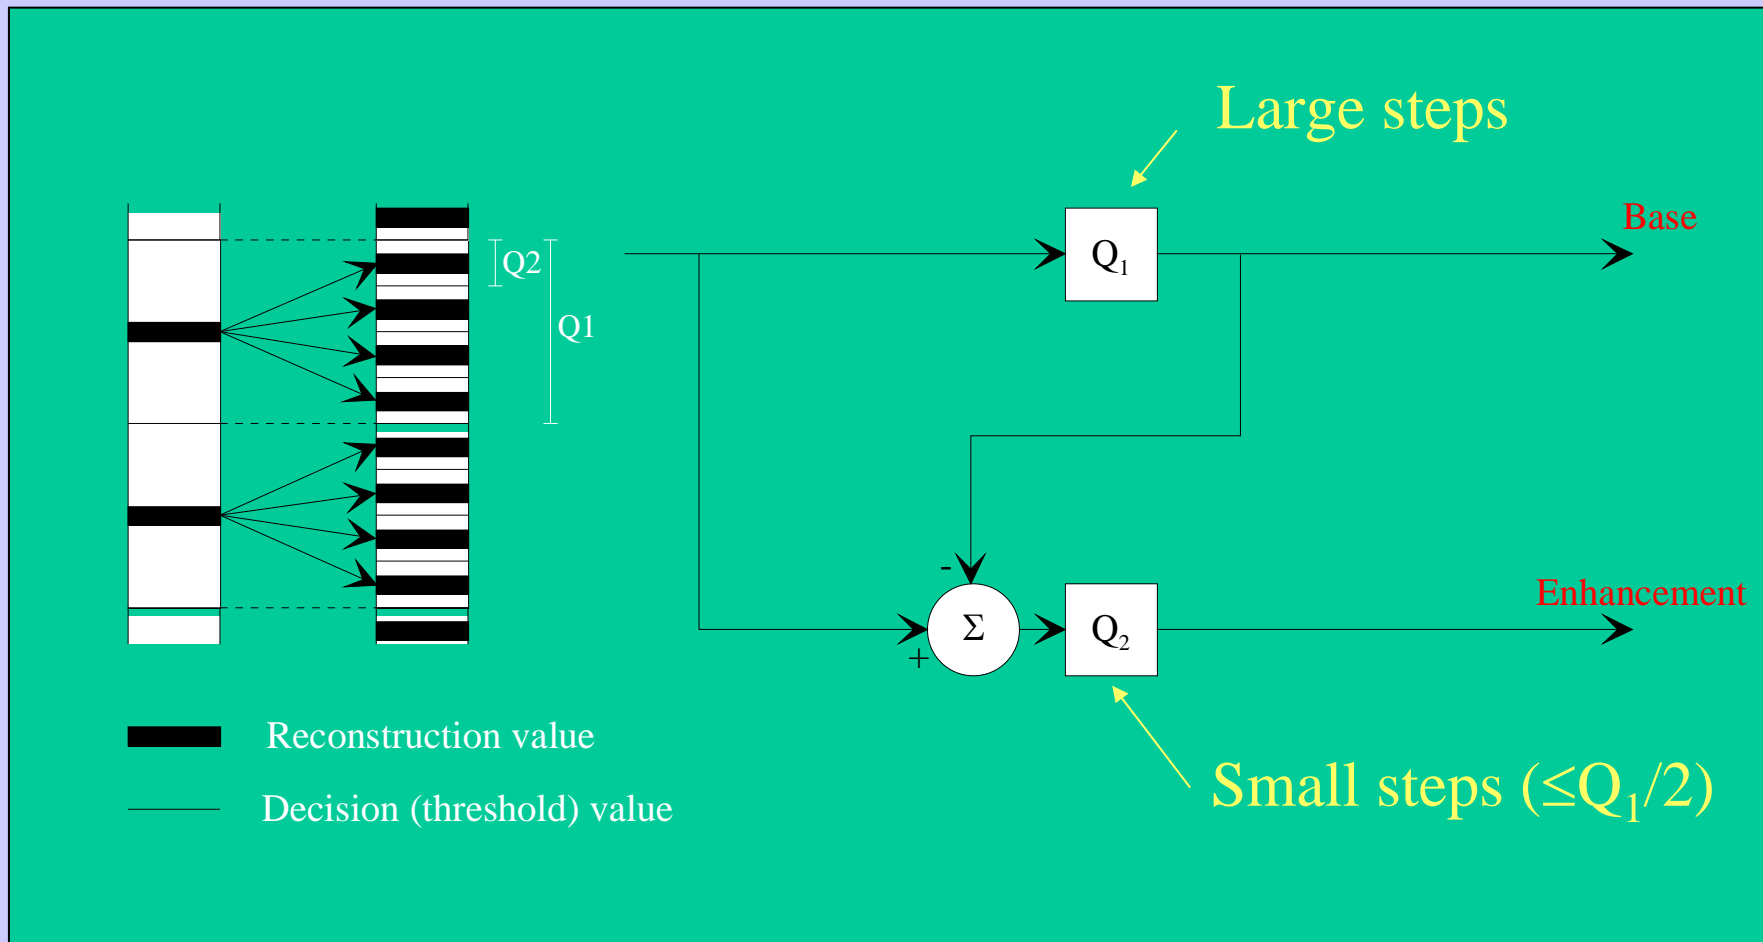 Large steps
Base
Q2
Q₁
Q1
-
Enhancement
Σ
Q₂
+
Reconstruction value
Small steps (≤Q₁/2)
Decision (threshold) value